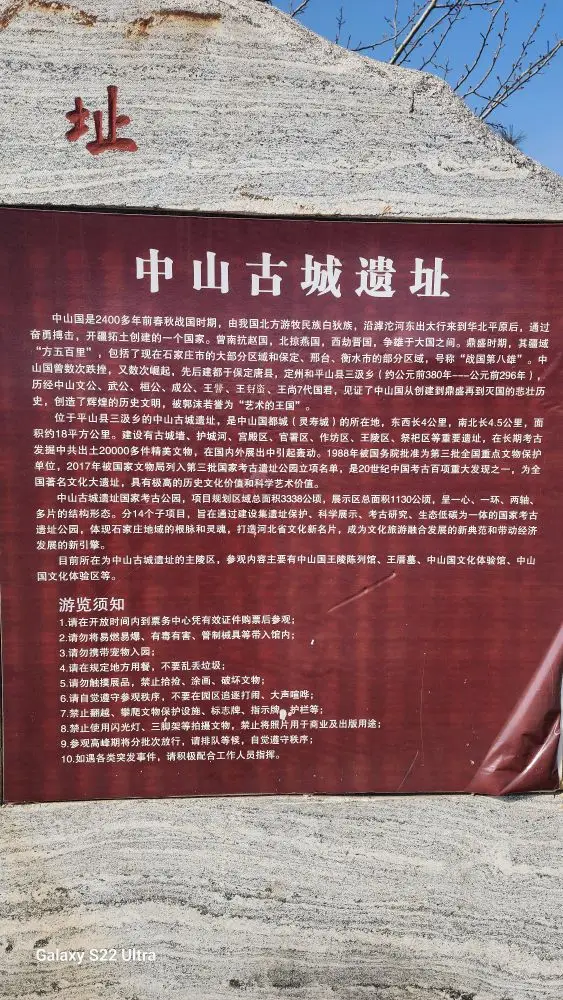 址
中山古城遗址
中山国是2400多年前春秋战国时期，由我国北方游牧民族白狄族，沿滹沱河东出太行来到华北平原后，通过
奋勇搏击，开疆拓土创建的一个国家。曾南抗赵国，北掠燕国，西劫晋国，争雄于大国之间。鼎盛时期，其疆域
“方五百里”，包括了现在石家庄市的大部分区域和保定、邢台、衡水市的部分区域，号称“战国第八雄”。中
山国曾数次跌挫，又数次崛起，先后建都于保定唐县，定州和平山县三汲乡（约公元前380年---公元前296年），
历经中山文公、武公、桓公、成公、王 、王 、王尚7代国君，见证了中山国从创建到鼎盛再到灭国的悲壮历
史，创造了辉煌的历史文明，被郭沫若誉为“艺术的王国”。
位于平山县三汲乡的中山古城遗址，是中山国都城（灵寿城）的所在地，东西长4公里，南北长4.5公里，面
积约18平方公里。建设有古城墙、护城河、宫殿区、官署区、作坊区、王陵区、祭祀区等重要遗址，在长期考古
发掘中共出土20000多件精美文物，在国内外展出中引起轰动。1988年被国务院批准为第三批全国重点文物保护
单位，2017年被国家文物局列入第三批国家考古遗址公园立项名单，是20世纪中国考古百项重大发现之一，为全
国著名文化大遗址，具有极高的历史文化价值和科学艺术价值。
中山古城遗址国家考古公园，项目规划区域总面积3338公顷，展示区总面积1130公顷，呈一心、一环、两轴、
多片的结构形态。分14个子项目，旨在通过建设集遗址保护、科学展示、考古研究、生态低碳为一体的国家考古
遗址公园，体现石家庄地域的根脉和灵魂，打造河北省文化新名片，成为文化旅游融合发展的新典范和带动经济
发展的新引擎。
目前所在为中山古城遗址的主陵区，参观内容主要有中山国王陵陈列馆、王厝墓、中山国文化体验馆、中山
国文化体验区等。
游览须知
1.请在开放时间内到票务中心凭有效证件购票后参观；
2.请勿将易燃易爆、有毒有害、管制械具等带入馆内；
3.请勿携带宠物入园；
4.请在规定地方用餐，不要乱丢垃圾；
5.请勿触摸展品，禁止拾捡、涂画、破坏文物；
6.请自觉遵守参观秩序，不要在园区追逐打闹、大声喧哗；
7.禁止翻越、攀爬文物保护设施、标志牌、指示牌、护栏等；
8.禁止使用闪光灯、三脚架等拍摄文物，禁止将照片用于商业及出版用途；
9.参观高峰期将分批次放行，请排队等候，自觉遵守秩序；
10.如遇各类突发事件，请积极配合工作人员指挥。
Galaxy S22 Ultra